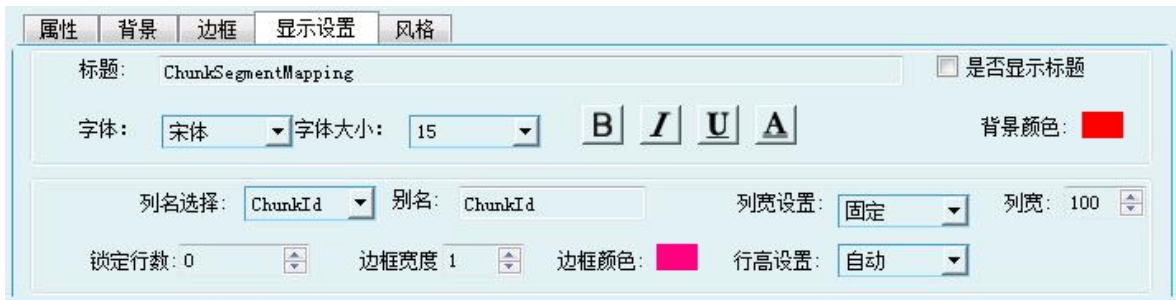 属性 背景 边框 显示设置 风格
标题: ChunkSegmentMapping 是否显示标题
字体: 宋体 字体大小: 15 B I U A 背景颜色:
列名选择: ChunkId 别名: ChunkId 列宽设置: 固定 列宽: 100
锁定行数: 0 边框宽度 1 边框颜色: 行高设置: 自动